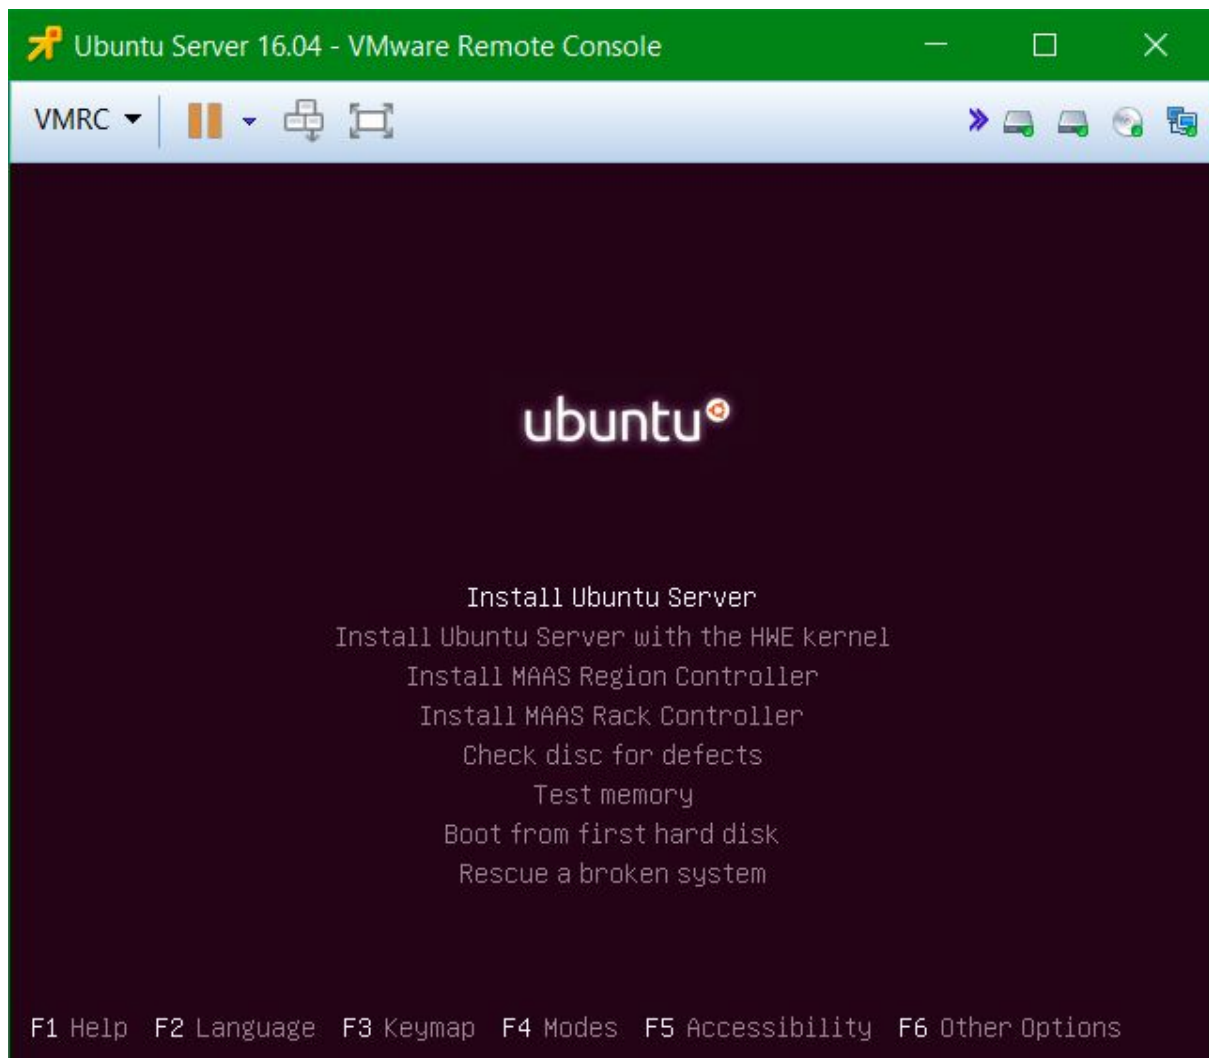 Ubuntu Server 16.04 - VMware Remote Console
VMRC
ubuntu
Install Ubuntu Server
Install Ubuntu Server with the HWE kernel
Install MAAS Region Controller
Install MAAS Rack Controller
Check disc for defects
Test memory
Boot from first hard disk
Rescue a broken system
F1 Help F2 Language F3 Keymap F4 Modes F5 Accessibility F6 Other Options